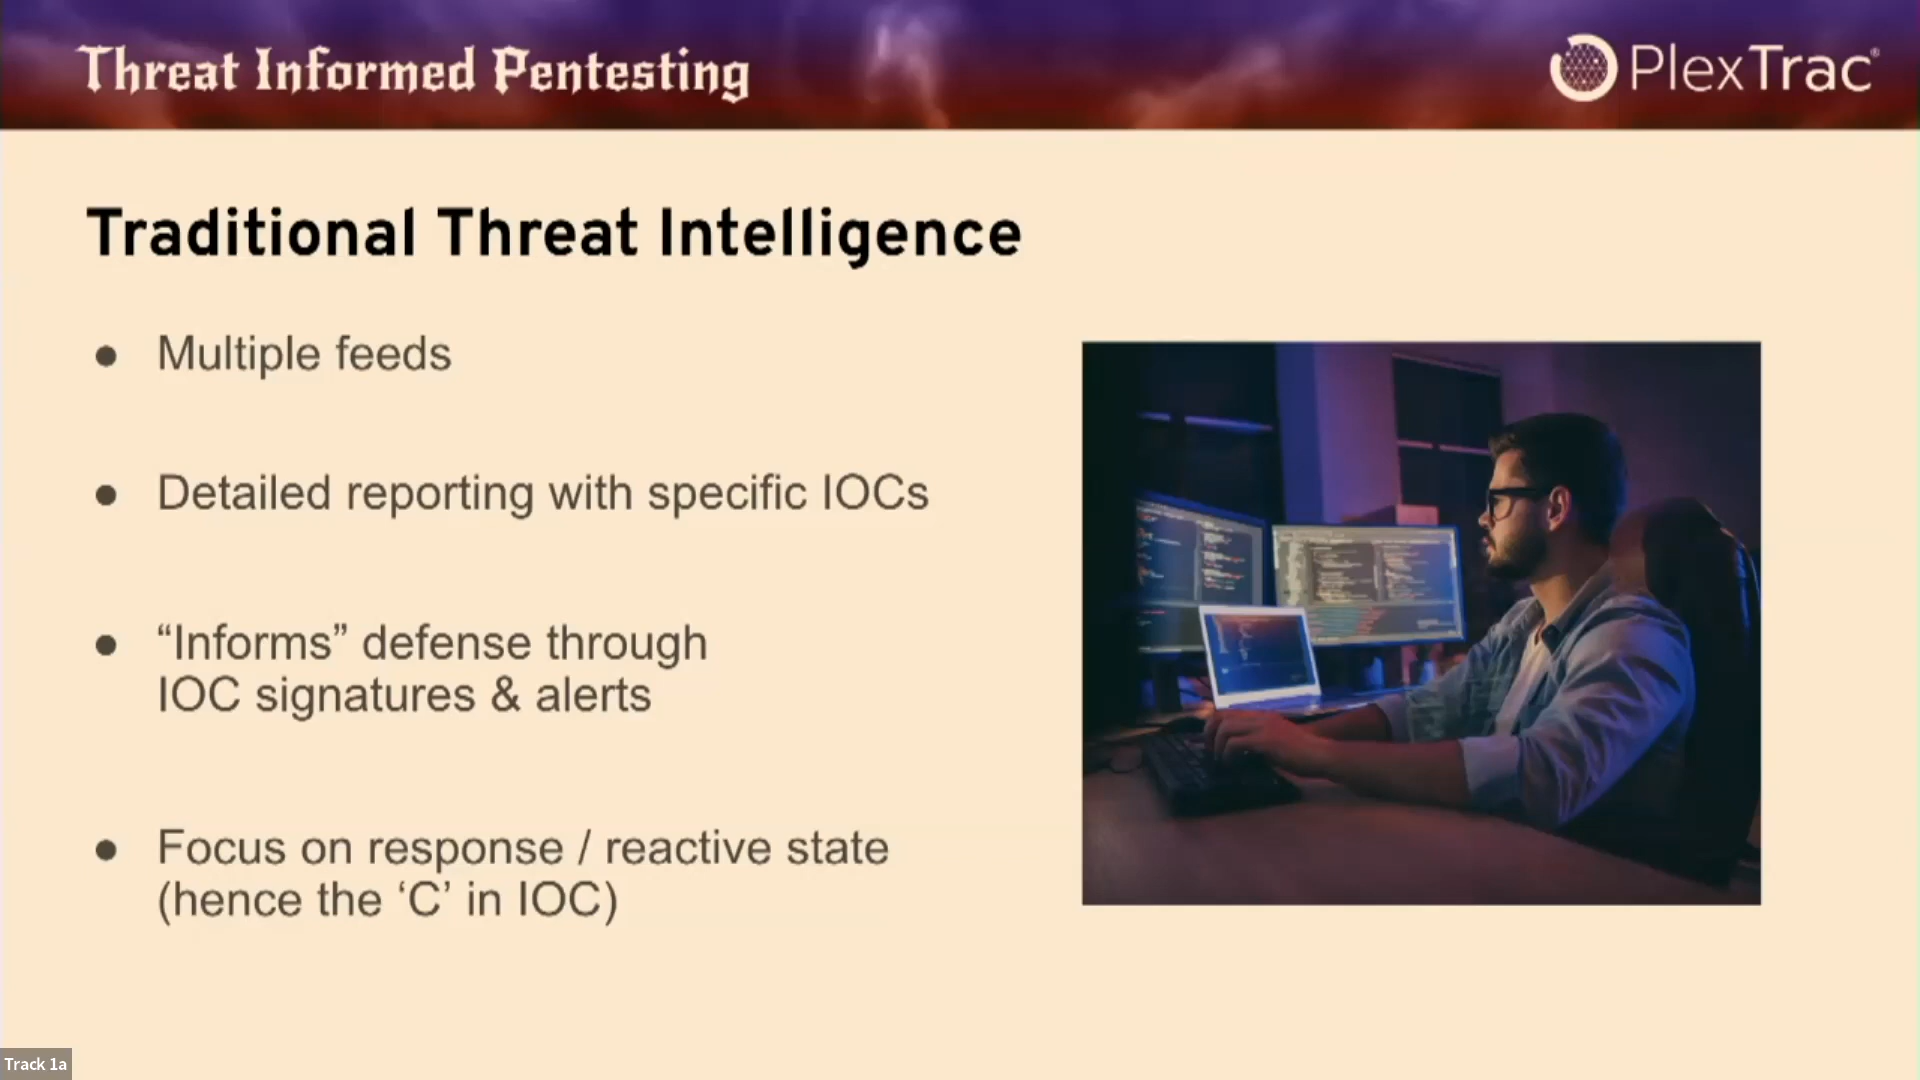 Threat Informed Pentesting
PlexTrac®
Traditional Threat Intelligence
● Multiple feeds
● Detailed reporting with specific IOCs
● “Informs” defense through
IOC signatures & alerts
● Focus on response / reactive state
(hence the ‘C’ in IOC)
Track 1a